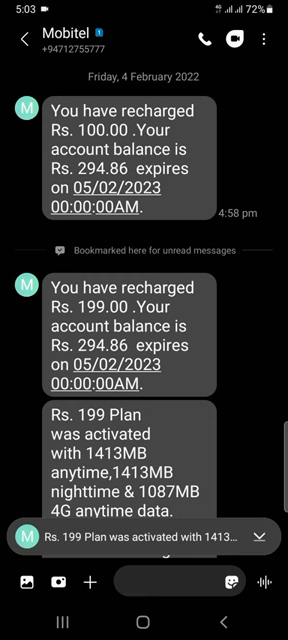 5:03 4G 72%
Mobitel 1
+94712755777
Friday, 4 February 2022
M
You have recharged
Rs. 100.00 .Your
account balance is
Rs. 294.86 expires
on 05/02/2023
00:00:00AM.
4:58 pm
Bookmarked here for unread messages
M
You have recharged
Rs. 199.00 .Your
account balance is
Rs. 294.86 expires
on 05/02/2023
00:00:00AM.
Rs. 199 Plan
was activated
with 1413MB
anytime,1413MB
nighttime & 1087MB
4G anytime data.
M Rs. 199 Plan was activated with 1413...